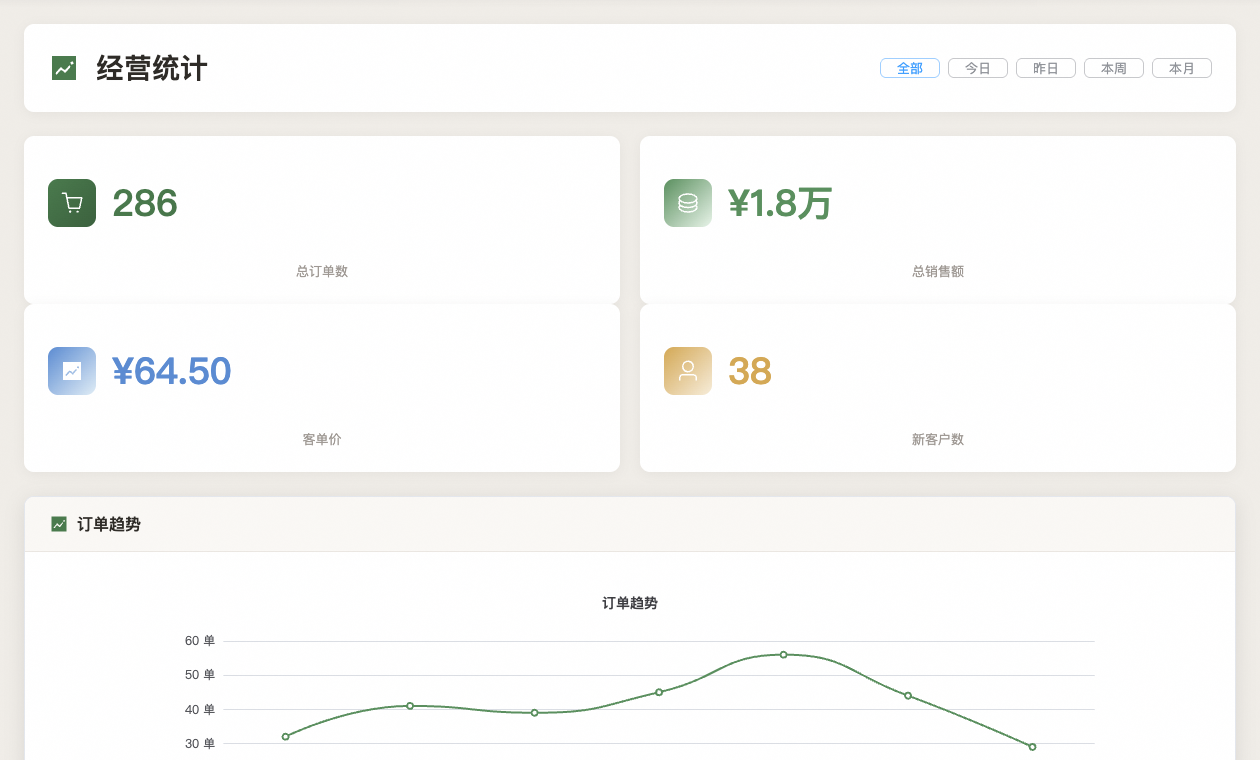 经营统计
全部 今日 昨日 本周 本月
286
总订单数
¥1.8万
总销售额
¥64.50
客单价
38
新客户数
订单趋势
订单趋势
60 单
50 单
40 单
30 单